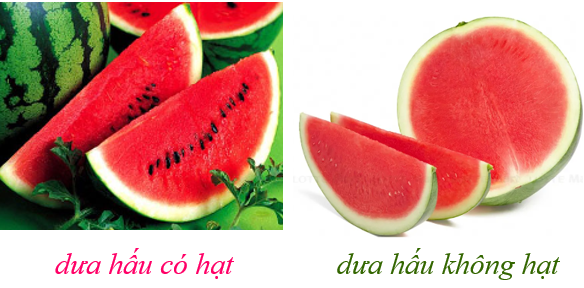 dưa hấu có hạt
dưa hấu không hạt